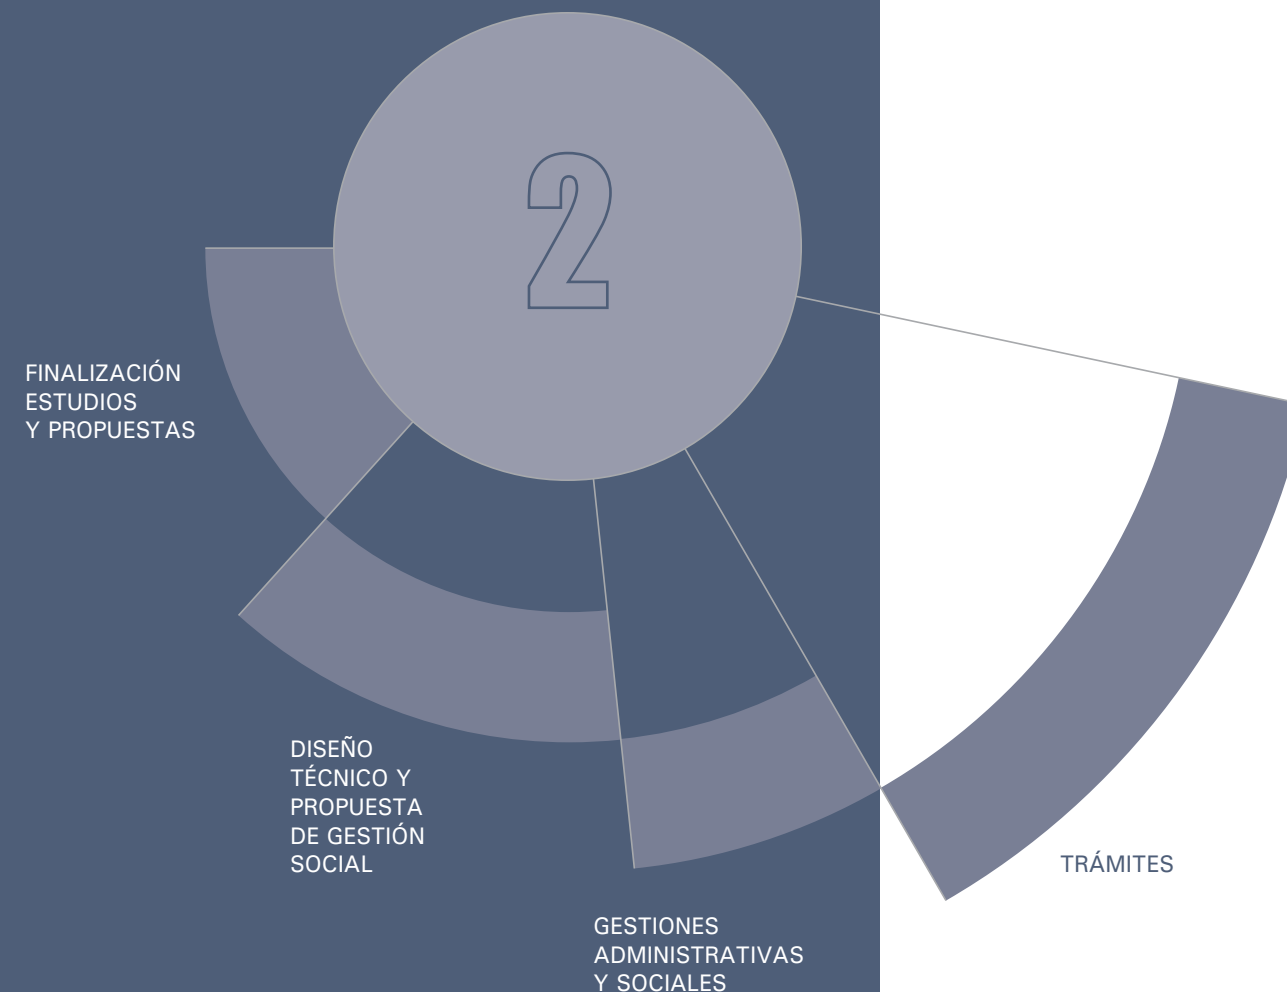 2
FINALIZACIÓN
ESTUDIOS
Y PROPUESTAS
DISEÑO
TÉCNICO Y
PROPUESTA
DE GESTIÓN
SOCIAL
GESTIONES
ADMINISTRATIVAS
Y SOCIALES
TRÁMITES